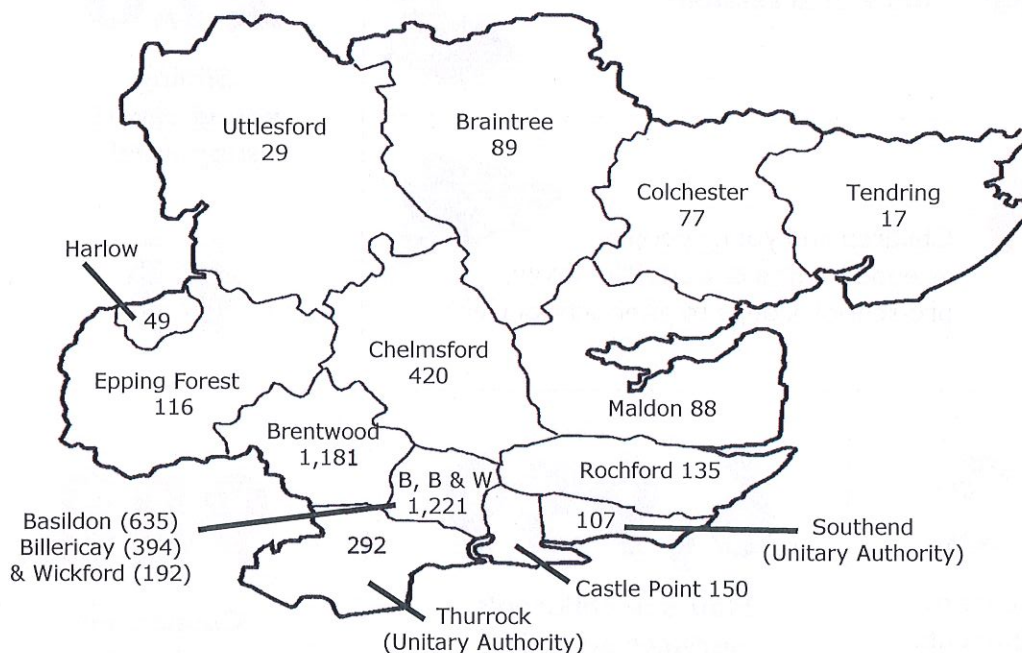 Uttlesford
29
Braintree
89
Colchester
77
Tendring
17
Harlow
49
Epping Forest
116
Chelmsford
420
Maldon 88
Brentwood
1,181
B, B & W
1,221
Rochford 135
Basildon (635)
Billericay (394)
& Wickford (192)
292
107
Southend
(Unitary Authority)
Castle Point 150
Thurrock
(Unitary Authority)